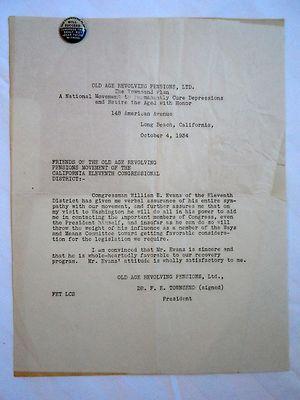 OLD AGE REVOLVING PENSIONS, LTD.
The Townsend Plan
A National Movement to Permanently Cure Depressions
and Retire the Aged with Honor
148 American Avenue
Long Beach, California,
October 4, 1934
FRIENDS OF THE OLD AGE REVOLVING
PENSIONS MOVEMENT OF THE
CALIFORNIA ELEVENTH CONGRESSIONAL
DISTRICT:-
Congressman William E. Evans of the Eleventh
District has given me verbal assurance of his entire sym-
pathy with our movement, and further assures me that on
my visit to Washington he will do all in his power to aid
me in contacting the important members of Congress, even
the President himself, and insofar as he can do so will
throw the weight of his influence as a member of the Ways
and Means Committee toward getting favorable considera-
tion for the legislation we require.
I am convinced that Mr. Evans is sincere and
that he is whole-heartedly favorable to our recovery
program. Mr. Evans' attitude is wholly satisfactory to me.
OLD AGE REVOLVING PENSIONS, Ltd.,
DR. F. E. TOWNSEND (signed)
President
FET LCS